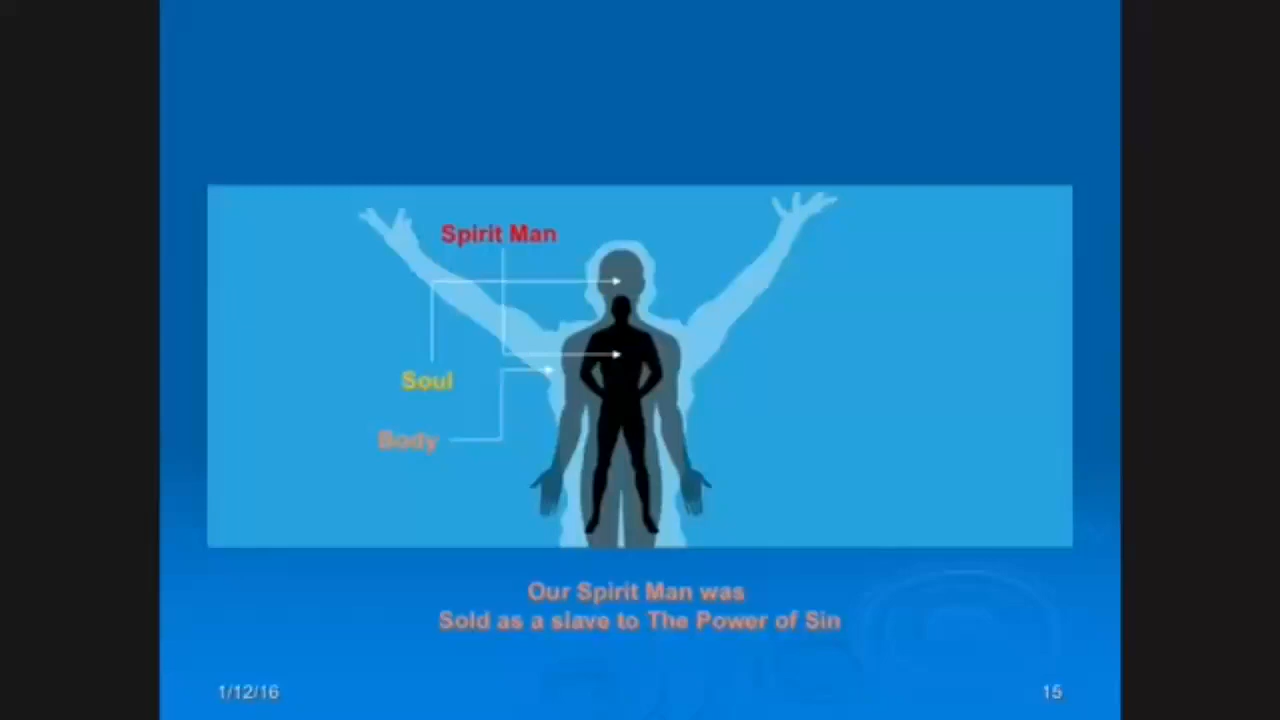 Spirit Man
Soul
Body
Our Spirit Man was
Sold as a slave to The Power of Sin
1/12/16
15